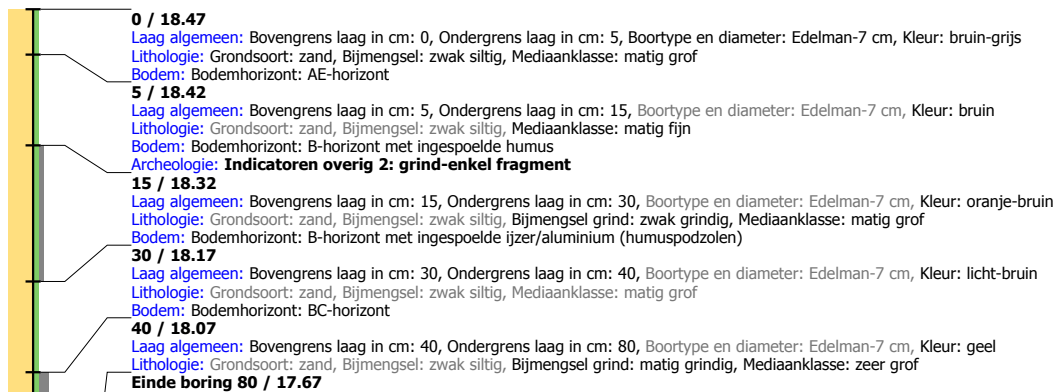 0 / 18.47
Laag algemeen: Bovengrens laag in cm: 0, Ondergrens laag in cm: 5, Boortype en diameter: Edelman-7 cm, Kleur: bruin-grijs
Lithologie: Grondsoort: zand, Bijmengsel: zwak siltig, Mediaanklasse: matig grof
Bodem: Bodemhorizont: AE-horizont
5 / 18.42
Laag algemeen: Bovengrens laag in cm: 5, Ondergrens laag in cm: 15, Boortype en diameter: Edelman-7 cm, Kleur: bruin
Lithologie: Grondsoort: zand, Bijmengsel: zwak siltig, Mediaanklasse: matig fijn
Bodem: Bodemhorizont: B-horizont met ingespoelde humus
Archeologie: Indicatoren overig 2: grind-enkel fragment
15 / 18.32
Laag algemeen: Bovengrens laag in cm: 15, Ondergrens laag in cm: 30, Boortype en diameter: Edelman-7 cm, Kleur: oranje-bruin
Lithologie: Grondsoort: zand, Bijmengsel: zwak siltig, Bijmengsel grind: zwak grindig, Mediaanklasse: matig grof
Bodem: Bodemhorizont: B-horizont met ingespoelde ijzer/aluminium (humuspodzolen)
30 / 18.17
Laag algemeen: Bovengrens laag in cm: 30, Ondergrens laag in cm: 40, Boortype en diameter: Edelman-7 cm, Kleur: licht-bruin
Lithologie: Grondsoort: zand, Bijmengsel: zwak siltig, Mediaanklasse: matig grof
Bodem: Bodemhorizont: BC-horizont
40 / 18.07
Laag algemeen: Bovengrens laag in cm: 40, Ondergrens laag in cm: 80, Boortype en diameter: Edelman-7 cm, Kleur: geel
Lithologie: Grondsoort: zand, Bijmengsel: zwak siltig, Bijmengsel grind: matig grindig, Mediaanklasse: zeer grof
Einde boring 80 / 17.67